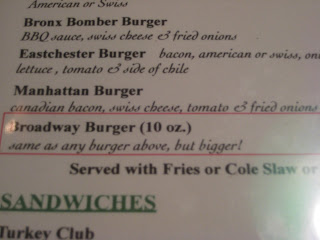 American or Swiss
Bronx Bomber Burger
BBQ sauce, swiss cheese & fried onions
Eastchester Burger bacon, american or swiss, oni
lettuce, tomato & side of chile
Manhattan Burger
canadian bacon, swiss cheese, tomato & fried onions
Broadway Burger (10 oz.)
same as any burger above, but bigger!
Served with Fries or Cole Slaw or
SANDWICHES
Turkey Club